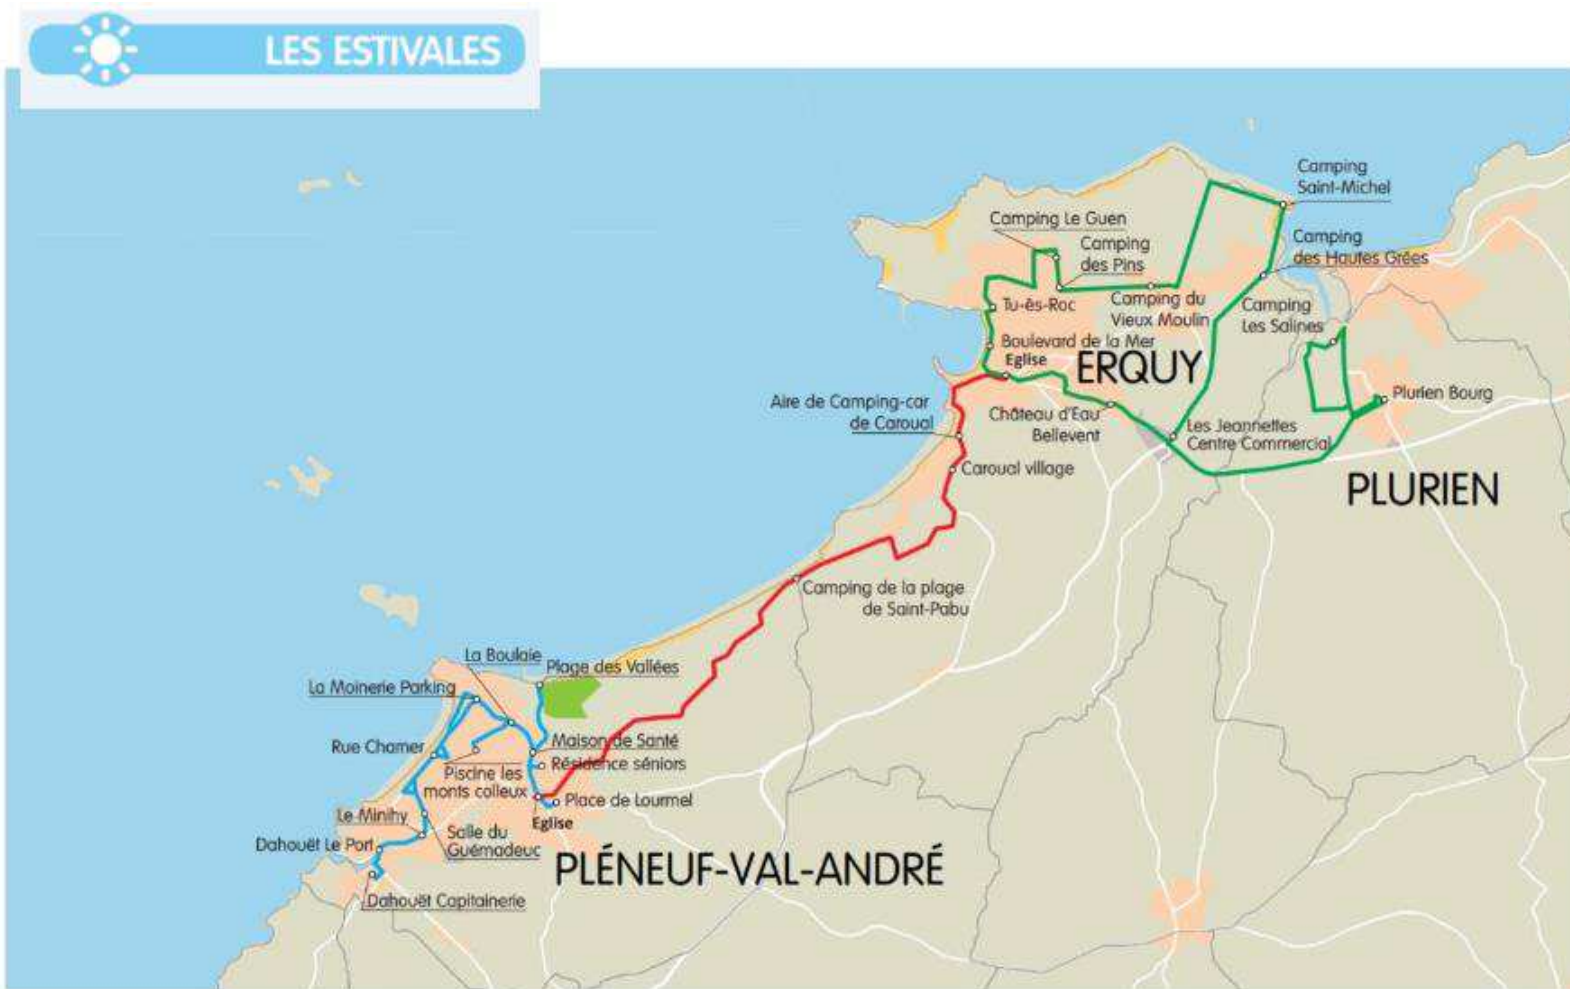 LES ESTIVALES
Camping
Saint-Michel
Camping Le Guen
Camping
des Pins
Camping
des Hautes Grées
Tu-ès-Roc
Camping du
Vieux Moulin
Camping
Les Salines
Boulevard de la Mer
Eglise
ERQUY
Aire de Camping-car
de Caroual
Château d'Eau
Bellevent
Plurien Bourg
Les Jeannettes
Centre Commercial
Caroual village
PLURIEN
Camping de la plage
de Saint-Pabu
La Boulaie
Plage des Vallées
La Moinerie Parking
Rue Charner
Maison de Santé
Piscine les
monts colleux
Résidence séniors
Place de Lourmel
Le Minihy
Eglise
Salle du
Guémadeuc
Dahouët Le Port
PLÉNEUF-VAL-ANDRÉ
Dahouët Capitainerie